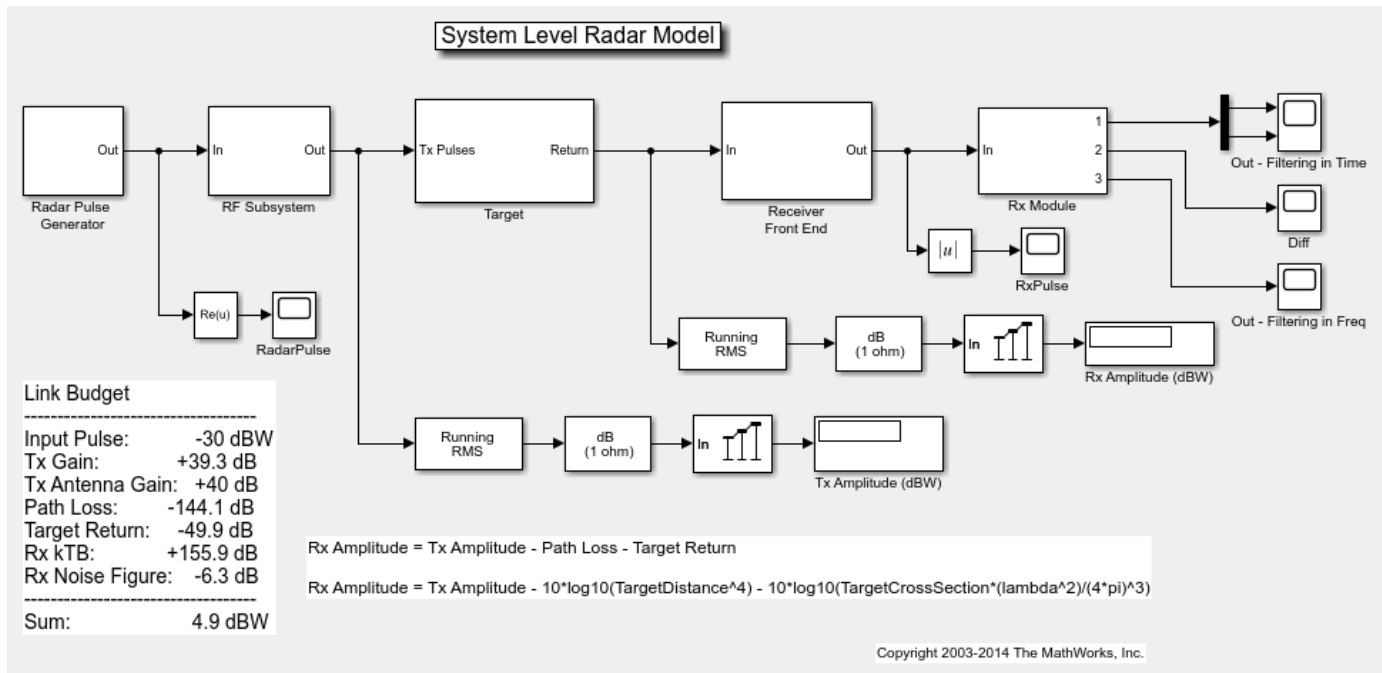 System Level Radar Model
Out
Radar Pulse
Generator
In
Out
RF Subsystem
Tx Pulses
Return
Target
In
Out
Receiver
Front End
In
1
2
3
Rx Module
Out - Filtering in Time
Diff
Out - Filtering in Freq
|u|
RxPulse
Re(u)
RadarPulse
Running
RMS
dB
(1 ohm)
In
Rx Amplitude (dBW)
Running
RMS
dB
(1 ohm)
In
Tx Amplitude (dBW)
Link Budget
-----------------------------------
Input Pulse: -30 dBW
Tx Gain: +39.3 dB
Tx Antenna Gain: +40 dB
Path Loss: -144.1 dB
Target Return: -49.9 dB
Rx kTB: +155.9 dB
Rx Noise Figure: -6.3 dB
-----------------------------------
Sum: 4.9 dBW
Rx Amplitude = Tx Amplitude - Path Loss - Target Return
Rx Amplitude = Tx Amplitude - 10*log10(TargetDistance^4) - 10*log10(TargetCrossSection*(lambda^2)/(4*pi)^3)
Copyright 2003-2014 The MathWorks, Inc.